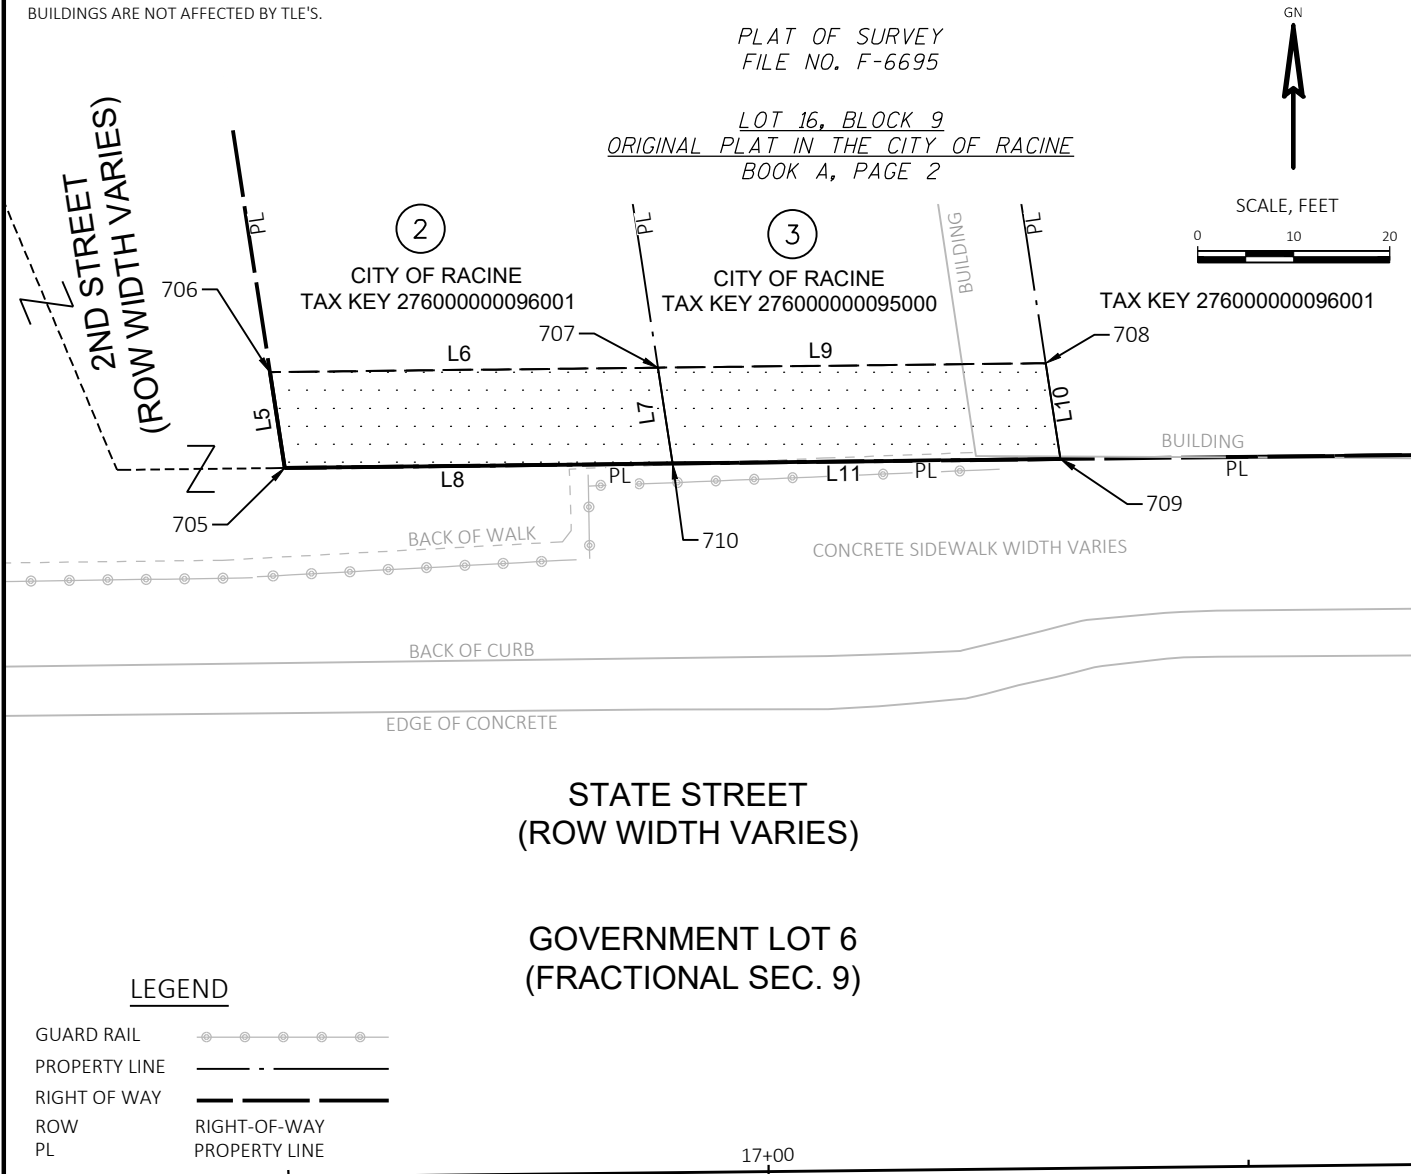 BUILDINGS ARE NOT AFFECTED BY TLE'S.
PLAT OF SURVEY
FILE NO. F-6695
LOT 16, BLOCK 9
ORIGINAL PLAT IN THE CITY OF RACINE
BOOK A, PAGE 2
GN
SCALE, FEET
0 10 20
2ND STREET
(ROW WIDTH VARIES)
PL
2
CITY OF RACINE
TAX KEY 276000000096001
PL
3
CITY OF RACINE
TAX KEY 276000000095000
BUILDING
PL
TAX KEY 276000000096001
706
707
708
L6
L9
L5
L7
L10
BUILDING
L8
PL
L11
PL
PL
705
710
709
BACK OF WALK
CONCRETE SIDEWALK WIDTH VARIES
BACK OF CURB
EDGE OF CONCRETE
STATE STREET
(ROW WIDTH VARIES)
GOVERNMENT LOT 6
(FRACTIONAL SEC. 9)
LEGEND
GUARD RAIL
PROPERTY LINE
RIGHT OF WAY
ROW RIGHT-OF-WAY
PL PROPERTY LINE
17+00